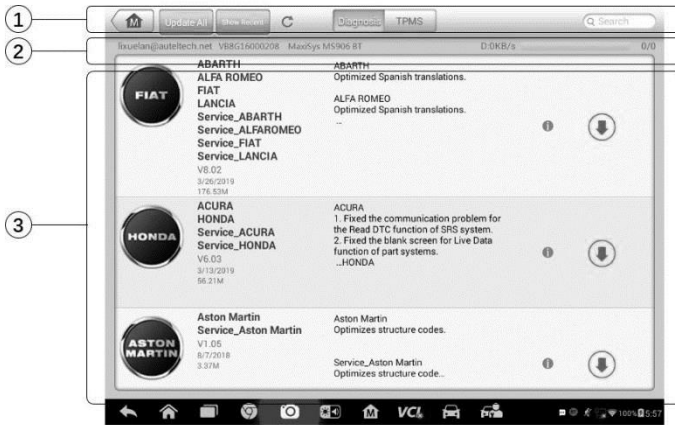 1
Update All
Show Recent
Diagnosis
TPMS
Search
2
lixuelan@auteltech.net VB8G16000208 MaxiSys MS906 BT
D:0KB/s
0/0
3
FIAT
ABARTH
ALFA ROMEO
FIAT
LANCIA
Service_ABARTH
Service_ALFAROMEO
Service_FIAT
Service_LANCIA
V8.02
3/26/2019
176.53M
ABARTH
Optimized Spanish translations.
ALFA ROMEO
Optimized Spanish translations.
...
HONDA
ACURA
HONDA
Service_ACURA
Service_HONDA
V6.03
3/13/2019
56.21M
ACURA
1. Fixed the communication problem for
the Read DTC function of SRS system.
2. Fixed the blank screen for Live Data
function of part systems.
...HONDA
ASTON
MARTIN
Aston Martin
Service_Aston Martin
V1.05
8/7/2018
3.37M
Aston Martin
Optimizes structure codes.
Service_Aston Martin
Optimizes structure code...
M
VCI
100%
5:57